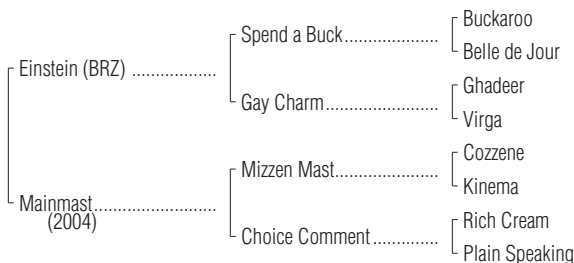 Buckaroo
Spend a Buck........................
Belle de Jour
Einstein (BRZ) ..................
Ghadeer
Gay Charm...........................
Virga
Cozzene
Mizzen Mast..........................
Kinema
Mainmast..........................
(2004)
Rich Cream
Choice Comment................
Plain Speaking